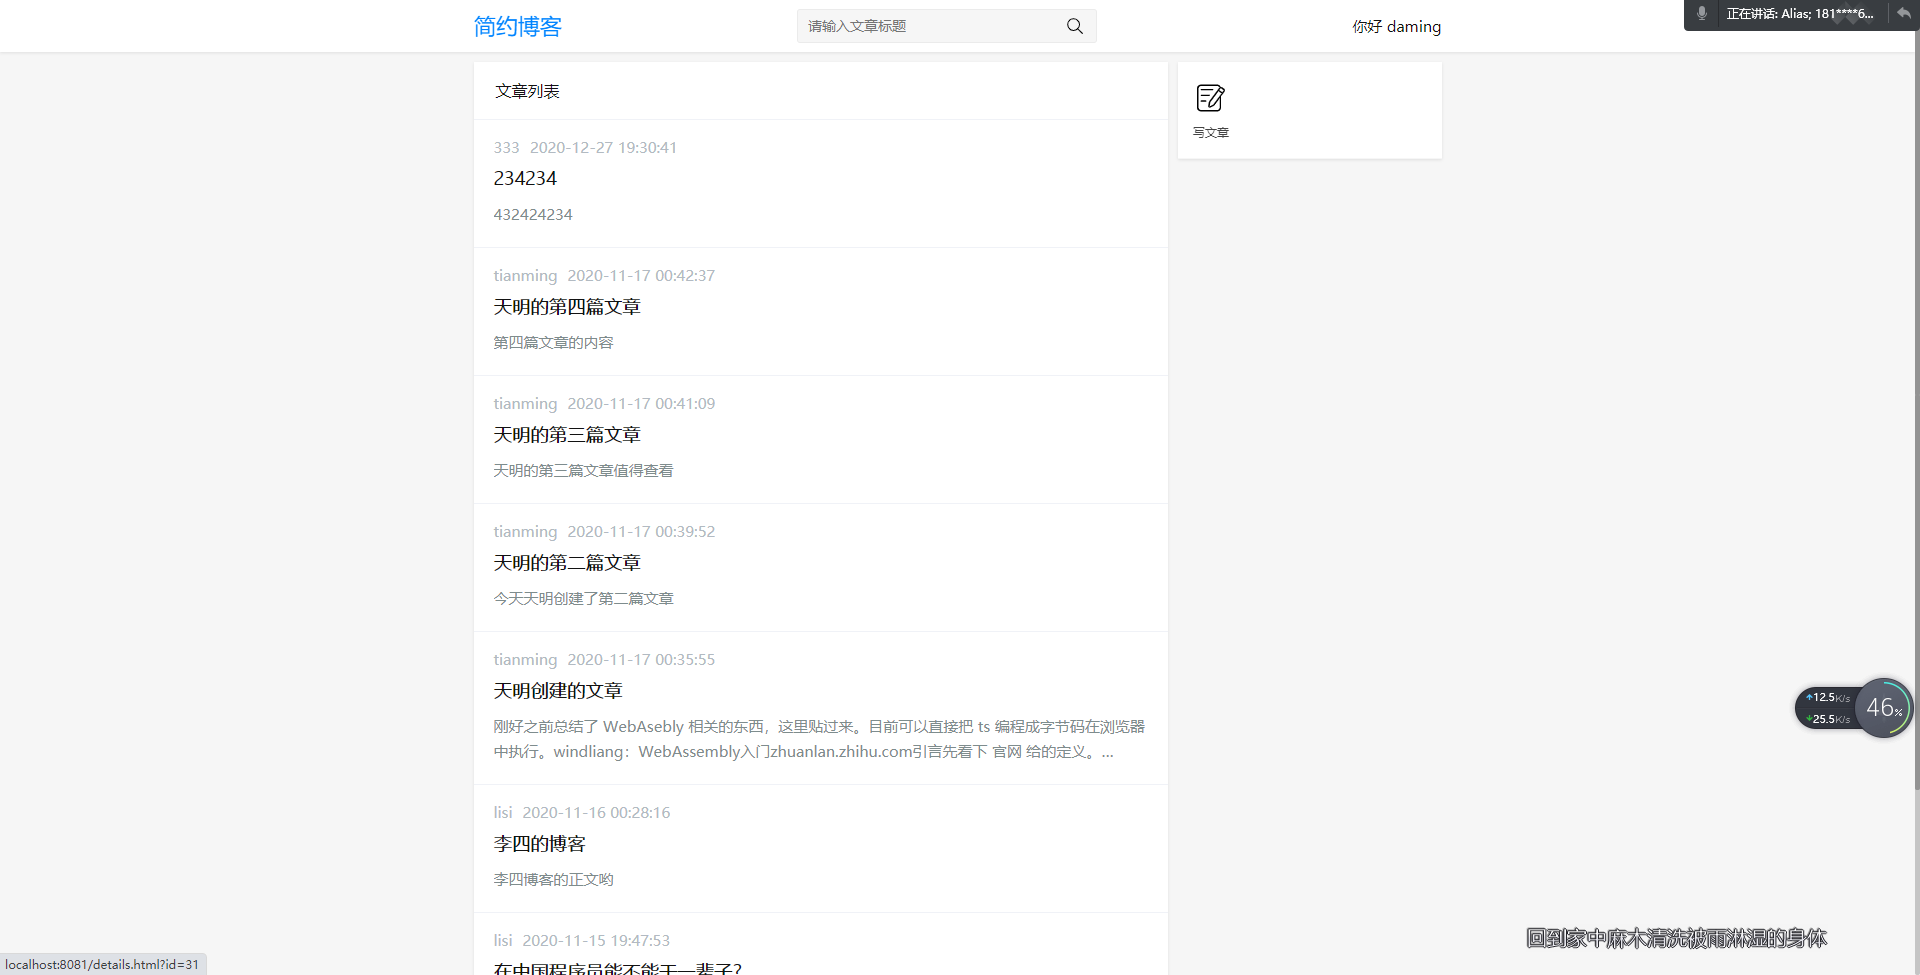 简约博客
请输入文章标题
你好 daming
正在讲话: Alias; 181****6...
文章列表
写文章
333 2020-12-27 19:30:41
234234
432424234
tianming 2020-11-17 00:42:37
天明的第四篇文章
第四篇文章的内容
tianming 2020-11-17 00:41:09
天明的第三篇文章
天明的第三篇文章值得查看
tianming 2020-11-17 00:39:52
天明的第二篇文章
今天天明创建了第二篇文章
tianming 2020-11-17 00:35:55
天明创建的文章
刚好之前总结了 WebAsebly 相关的东西，这里贴过来。目前可以直接把 ts 编程成字节码在浏览器
中执行。windliang：WebAssembly入门zhuanlan.zhihu.com引言先看下 官网 给的定义。...
12.5K/s
46%
25.5K/s
lisi 2020-11-16 00:28:16
李四的博客
李四博客的正文哟
lisi 2020-11-15 19:47:53
在中国程序员能不能干一辈子？
回到家中麻木清洗被雨淋湿的身体
localhost:8081/details.html?id=31